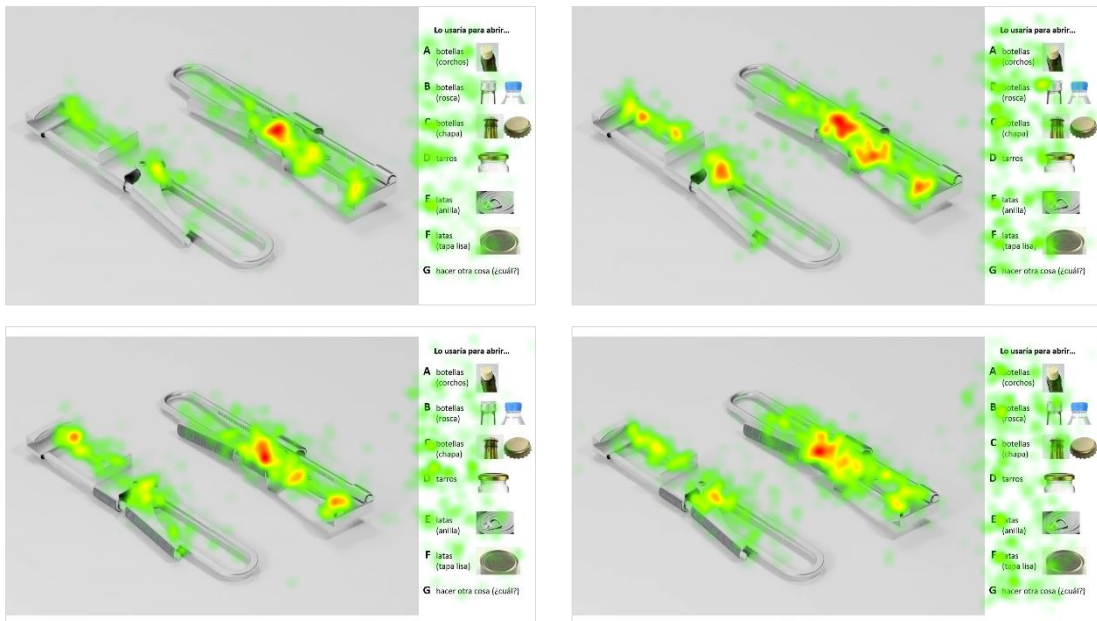 Lo usaría para abrir...
A botellas
(corchos)
B botellas
(rosca)
C botellas
(chapa)
D tarros
E latas
(anilla)
F latas
(tapa lisa)
G hacer otra cosa (¿cuál?)
Lo usaría para abrir...
A botellas
(corchos)
B botellas
(rosca)
C botellas
(chapa)
D tarros
E latas
(anilla)
F latas
(tapa lisa)
G hacer otra cosa (¿cuál?)
Lo usaría para abrir...
A botellas
(corchos)
B botellas
(rosca)
C botellas
(chapa)
D tarros
E latas
(anilla)
F latas
(tapa lisa)
G hacer otra cosa (¿cuál?)
Lo usaría para abrir...
A botellas
(corchos)
B botellas
(rosca)
C botellas
(chapa)
D tarros
E latas
(anilla)
F latas
(tapa lisa)
G hacer otra cosa (¿cuál?)